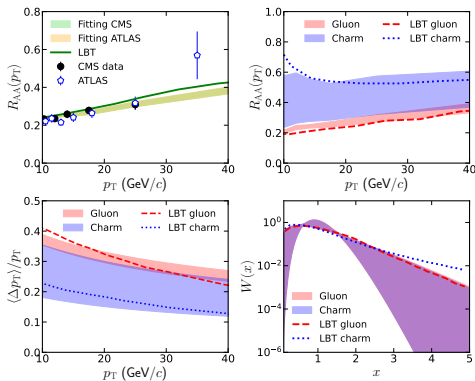 0.8
0.6
0.4
0.2
0.0
R_AA(p_T)
Fitting CMS
Fitting ATLAS
LBT
CMS data
ATLAS
10 20 30 40
p_T (GeV/c)
1.0
0.8
0.6
0.4
0.2
0.0
R_AA(p_T)
Gluon
Charm
LBT gluon
LBT charm
10 20 30 40
p_T (GeV/c)
0.5
0.4
0.3
0.2
0.1
0.0
⟨Δp_T⟩/p_T
Gluon
Charm
LBT gluon
LBT charm
10 20 30 40
p_T (GeV/c)
10^0
10^−2
10^−4
10^−6
W(x)
Gluon
Charm
LBT gluon
LBT charm
1 2 3 4 5
x